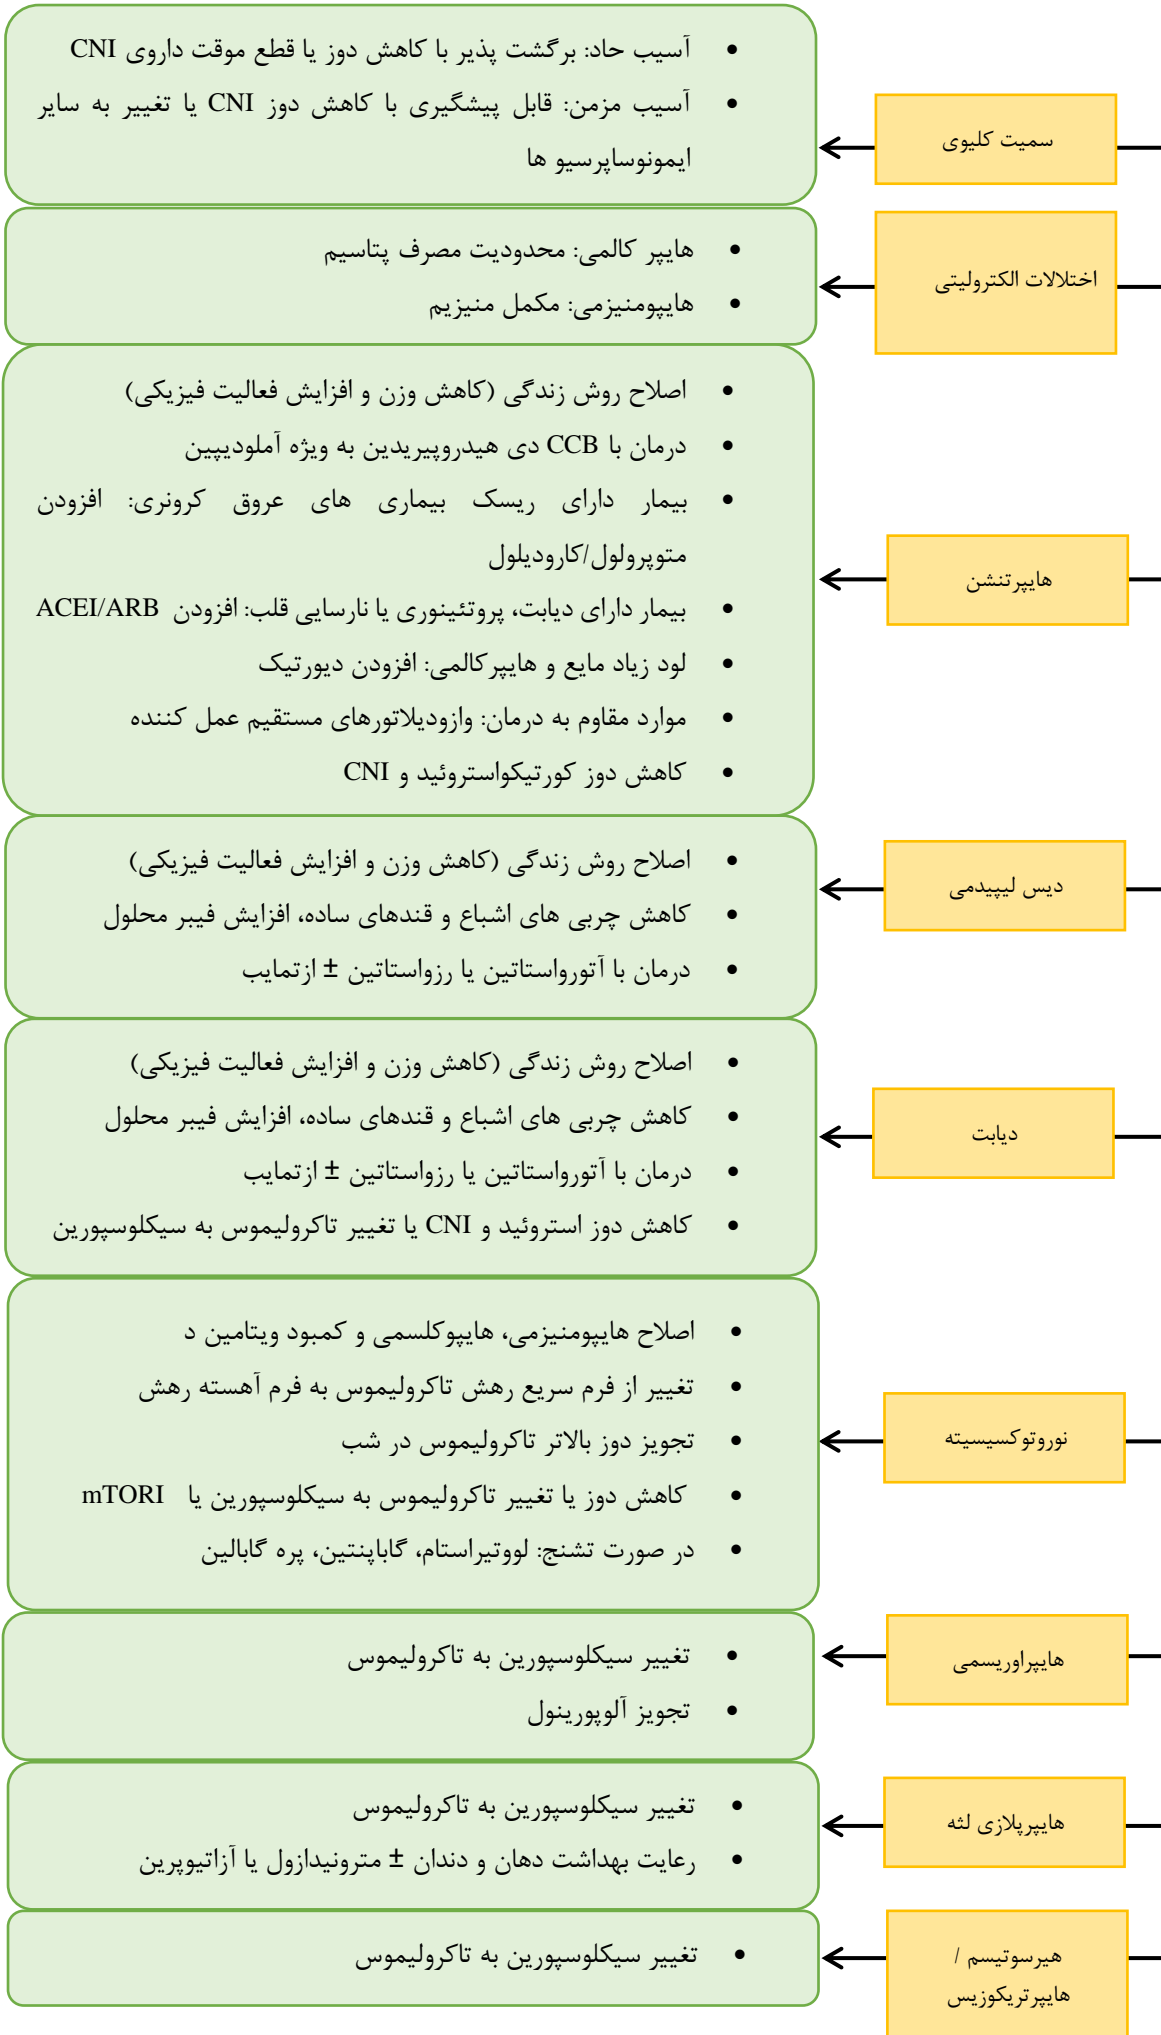 سمیت کلیوی
• آسیب حاد: برگشت پذیر با کاهش دوز یا قطع موقت داروی CNI
• آسیب مزمن: قابل پیشگیری با کاهش دوز CNI یا تغییر به سایر
ایمونوساپرسیو ها
اختلالات الکترولیتی
• هایپر کالمی: محدودیت مصرف پتاسیم
• هایپومنیزمی: مکمل منیزیم
هایپرتنشن
• اصلاح روش زندگی (کاهش وزن و افزایش فعالیت فیزیکی)
• درمان با CCB دی هیدروپیریدین به ویژه آملودیپین
• بیمار دارای ریسک بیماری های عروق کرونری: افزودن
متوپرولول/کارودیلول
• بیمار دارای دیابت، پروتئینوری یا نارسایی قلب: افزودن ACEI/ARB
• لود زیاد مایع و هایپرکالمی: افزودن دیورتیک
• موارد مقاوم به درمان: وازودیلاتورهای مستقیم عمل کننده
• کاهش دوز کورتیکواستروئید و CNI
دیس لیپیدمی
• اصلاح روش زندگی (کاهش وزن و افزایش فعالیت فیزیکی)
• کاهش چربی های اشباع و قندهای ساده، افزایش فیبر محلول
• درمان با آتورواستاتین یا رزواستاتین ± ازتمایب
دیابت
• اصلاح روش زندگی (کاهش وزن و افزایش فعالیت فیزیکی)
• کاهش چربی های اشباع و قندهای ساده، افزایش فیبر محلول
• درمان با آتورواستاتین یا رزواستاتین ± ازتمایب
• کاهش دوز استروئید و CNI یا تغییر تاکرولیموس به سیکلوسپورین
نوروتوکسیسیته
• اصلاح هایپومنیزمی، هایپوکلسمی و کمبود ویتامین د
• تغییر از فرم سریع رهش تاکرولیموس به فرم آهسته رهش
• تجویز دوز بالاتر تاکرولیموس در شب
• کاهش دوز یا تغییر تاکرولیموس به سیکلوسپورین یا mTORI
• در صورت تشنج: لووتیراستام، گاباپنتین، پره گابالین
هایپراوریسمی
• تغییر سیکلوسپورین به تاکرولیموس
• تجویز آلوپورینول
هایپرپلازی لثه
• تغییر سیکلوسپورین به تاکرولیموس
• رعایت بهداشت دهان و دندان ± مترونیدازول یا آزاتیوپرین
هیرسوتیسم /
هایپرتریکوزیس
• تغییر سیکلوسپورین به تاکرولیموس